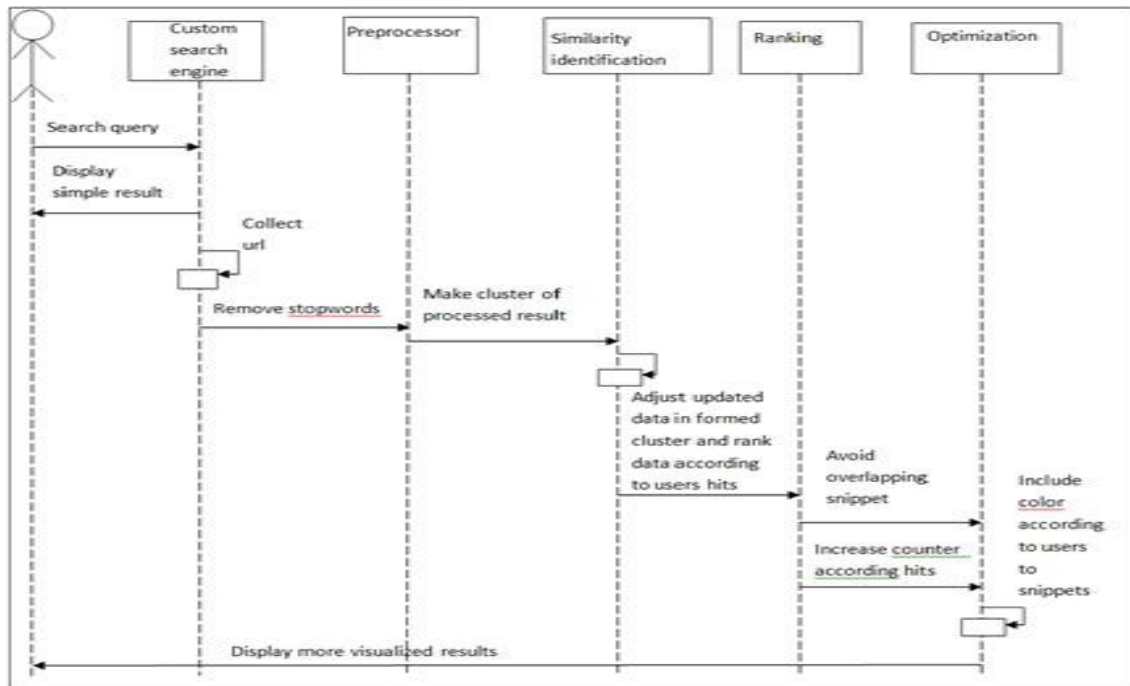 Custom
search
engine
Preprocessor
Similarity
identification
Ranking
Optimization
Search query
Display
simple result
Collect
url
Remove stopwords
Make cluster of
processed result
Adjust updated
data in formed
cluster and rank
data according
to users hits
Avoid
overlapping
snippet
Increase counter
according hits
Include
color
according
to users
to
snippets
Display more visualized results